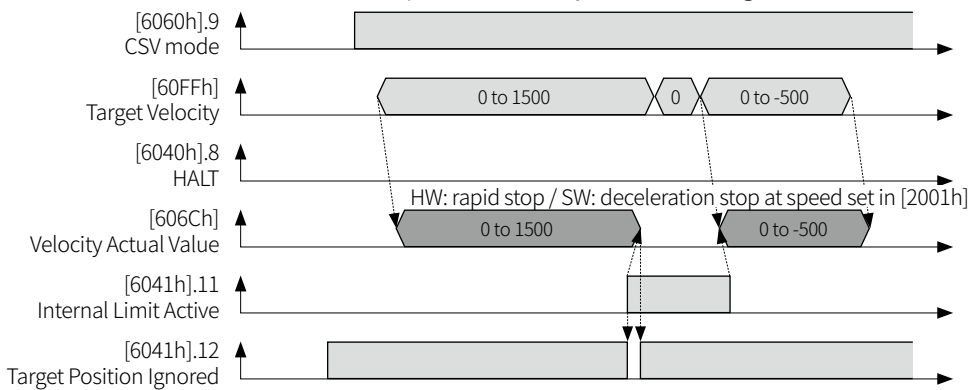 [6060h].9
CSV mode
[60FFh]
Target Velocity
0 to 1500
0
0 to -500
[6040h].8
HALT
HW: rapid stop / SW: deceleration stop at speed set in [2001h]
[606Ch]
Velocity Actual Value
0 to 1500
0 to -500
[6041h].11
Internal Limit Active
[6041h].12
Target Position Ignored